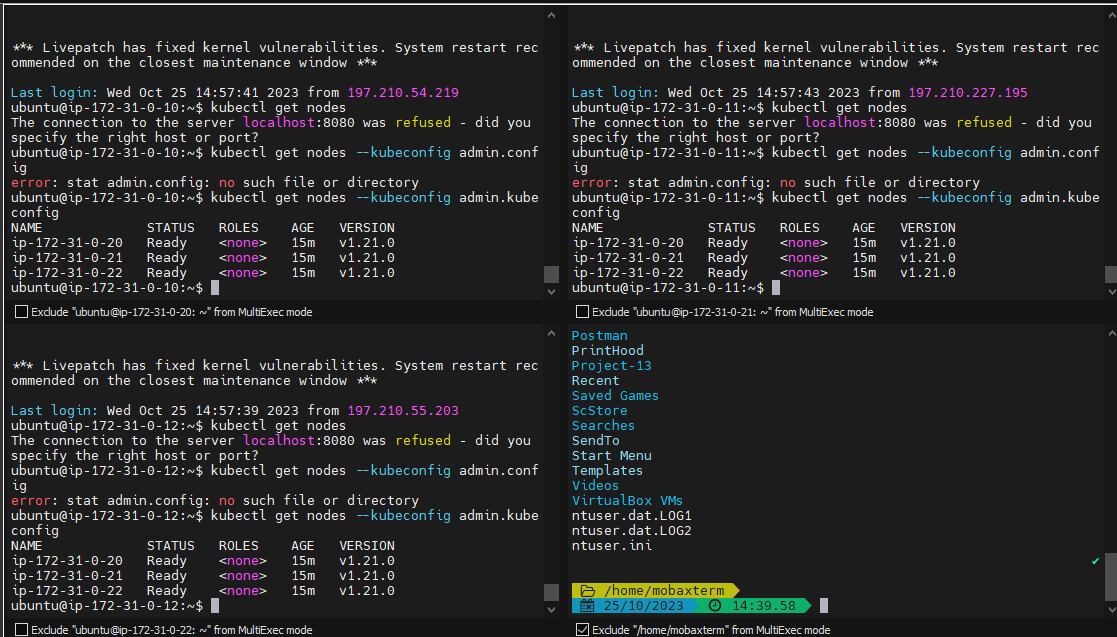 *** Livepatch has fixed kernel vulnerabilities. System restart rec
ommended on the closest maintenance window ***
Last login: Wed Oct 25 14:57:41 2023 from 197.210.54.219
ubuntu@ip-172-31-0-10:~$ kubectl get nodes
The connection to the server localhost:8080 was refused - did you
specify the right host or port?
ubuntu@ip-172-31-0-10:~$ kubectl get nodes --kubeconfig admin.conf
ig
error: stat admin.config: no such file or directory
ubuntu@ip-172-31-0-10:~$ kubectl get nodes --kubeconfig admin.kube
config
NAME STATUS ROLES AGE VERSION
ip-172-31-0-20 Ready <none> 15m v1.21.0
ip-172-31-0-21 Ready <none> 15m v1.21.0
ip-172-31-0-22 Ready <none> 15m v1.21.0
ubuntu@ip-172-31-0-10:~$
Exclude "ubuntu@ip-172-31-0-20: ~" from MultiExec mode
*** Livepatch has fixed kernel vulnerabilities. System restart rec
ommended on the closest maintenance window ***
Last login: Wed Oct 25 14:57:43 2023 from 197.210.227.195
ubuntu@ip-172-31-0-11:~$ kubectl get nodes
The connection to the server localhost:8080 was refused - did you
specify the right host or port?
ubuntu@ip-172-31-0-11:~$ kubectl get nodes --kubeconfig admin.conf
ig
error: stat admin.config: no such file or directory
ubuntu@ip-172-31-0-11:~$ kubectl get nodes --kubeconfig admin.kube
config
NAME STATUS ROLES AGE VERSION
ip-172-31-0-20 Ready <none> 15m v1.21.0
ip-172-31-0-21 Ready <none> 15m v1.21.0
ip-172-31-0-22 Ready <none> 15m v1.21.0
ubuntu@ip-172-31-0-11:~$
Exclude "ubuntu@ip-172-31-0-21: ~" from MultiExec mode
*** Livepatch has fixed kernel vulnerabilities. System restart rec
ommended on the closest maintenance window ***
Last login: Wed Oct 25 14:57:39 2023 from 197.210.55.203
ubuntu@ip-172-31-0-12:~$ kubectl get nodes
The connection to the server localhost:8080 was refused - did you
specify the right host or port?
ubuntu@ip-172-31-0-12:~$ kubectl get nodes --kubeconfig admin.conf
ig
error: stat admin.config: no such file or directory
ubuntu@ip-172-31-0-12:~$ kubectl get nodes --kubeconfig admin.kube
config
NAME STATUS ROLES AGE VERSION
ip-172-31-0-20 Ready <none> 15m v1.21.0
ip-172-31-0-21 Ready <none> 15m v1.21.0
ip-172-31-0-22 Ready <none> 15m v1.21.0
ubuntu@ip-172-31-0-12:~$
Exclude "ubuntu@ip-172-31-0-22: ~" from MultiExec mode
Postman
PrintHood
Project-13
Recent
Saved Games
ScStore
Searches
SendTo
Start Menu
Templates
Videos
VirtualBox VMs
ntuser.dat.LOG1
ntuser.dat.LOG2
ntuser.ini
/home/mobaxterm
25/10/2023 14:39.58
Exclude "/home/mobaxterm" from MultiExec mode